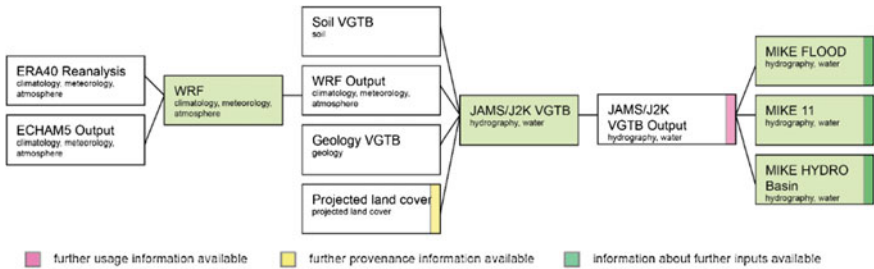 ERA40 Reanalysis
climatology, meteorology,
atmosphere
ECHAM5 Output
climatology, meteorology,
atmosphere
WRF
climatology, meteorology,
atmosphere
Soil VGTB
soil
WRF Output
climatology, meteorology,
atmosphere
Geology VGTB
geology
Projected land cover
projected land cover
JAMS/J2K VGTB
hydrography, water
JAMS/J2K
VGTB Output
hydrography, water
MIKE FLOOD
hydrography, water
MIKE 11
hydrography, water
MIKE HYDRO
Basin
hydrography, water
further usage information available
further provenance information available
information about further inputs available